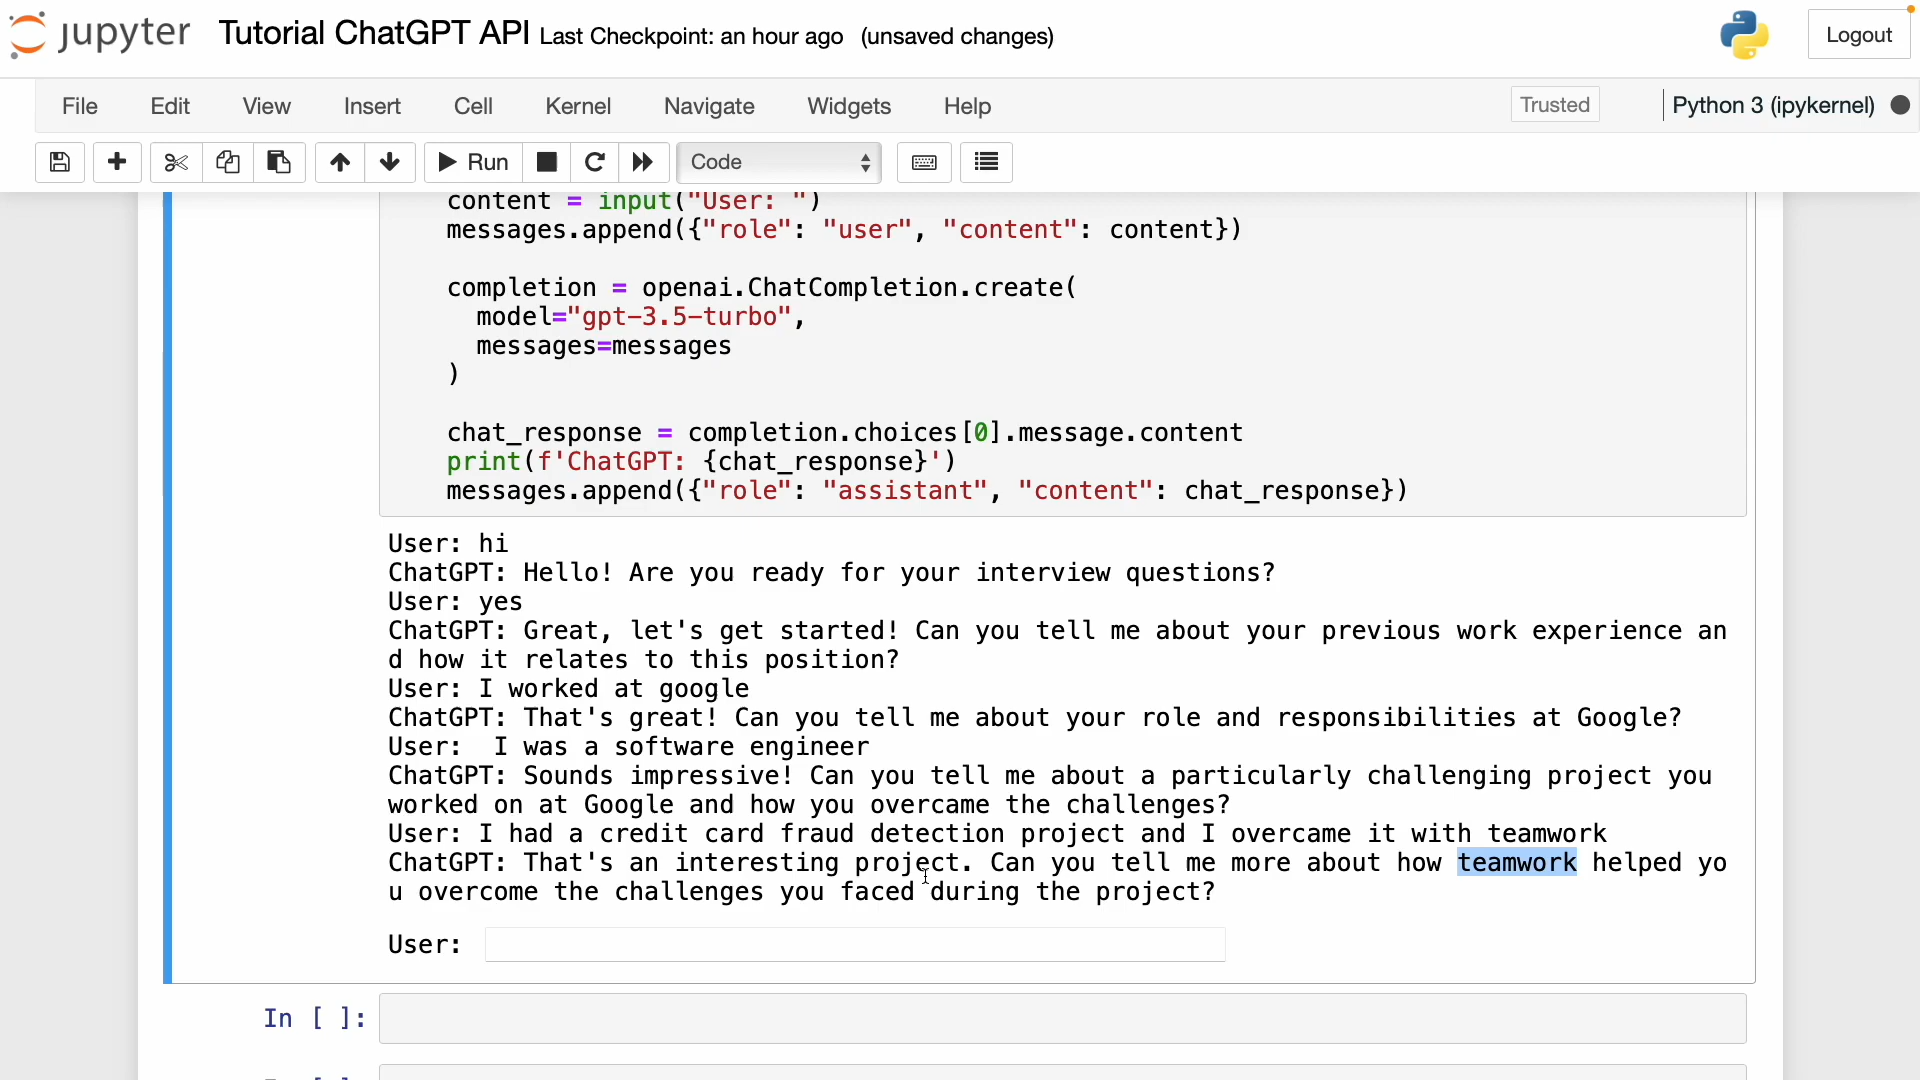 jupyter Tutorial ChatGPT API Last Checkpoint: an hour ago (unsaved changes) Logout
File Edit View Insert Cell Kernel Navigate Widgets Help Trusted Python 3 (ipykernel)
Run Code
content = input("User: ")
messages.append({"role": "user", "content": content})
completion = openai.ChatCompletion.create(
model="gpt-3.5-turbo",
messages=messages
)
chat_response = completion.choices[0].message.content
print(f'ChatGPT: {chat_response}')
messages.append({"role": "assistant", "content": chat_response})
User: hi
ChatGPT: Hello! Are you ready for your interview questions?
User: yes
ChatGPT: Great, let's get started! Can you tell me about your previous work experience an
d how it relates to this position?
User: I worked at google
ChatGPT: That's great! Can you tell me about your role and responsibilities at Google?
User:  I was a software engineer
ChatGPT: Sounds impressive! Can you tell me about a particularly challenging project you
worked on at Google and how you overcame the challenges?
User: I had a credit card fraud detection project and I overcame it with teamwork
ChatGPT: That's an interesting project. Can you tell me more about how teamwork helped yo
u overcome the challenges you faced during the project?
User:
In [ ]: